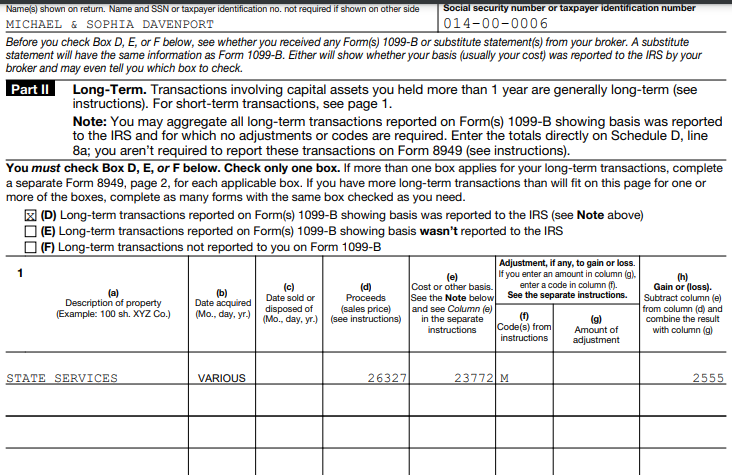 Name(s) shown on return. Name and SSN or taxpayer identification no. not required if shown on other side
Social security number or taxpayer identification number
MICHAEL & SOPHIA DAVENPORT
014-00-0006
Before you check Box D, E, or F below, see whether you received any Form(s) 1099-B or substitute statement(s) from your broker. A substitute
statement will have the same information as Form 1099-B. Either will show whether your basis (usually your cost) was reported to the IRS by your
broker and may even tell you which box to check.
Part II
Long-Term. Transactions involving capital assets you held more than 1 year are generally long-term (see
instructions). For short-term transactions, see page 1.
Note: You may aggregate all long-term transactions reported on Form(s) 1099-B showing basis was reported
to the IRS and for which no adjustments or codes are required. Enter the totals directly on Schedule D, line
8a; you aren't required to report these transactions on Form 8949 (see instructions).
You must check Box D, E, or F below. Check only one box. If more than one box applies for your long-term transactions, complete
a separate Form 8949, page 2, for each applicable box. If you have more long-term transactions than will fit on this page for one or
more of the boxes, complete as many forms with the same box checked as you need.
(D) Long-term transactions reported on Form(s) 1099-B showing basis was reported to the IRS (see Note above)
(E) Long-term transactions reported on Form(s) 1099-B showing basis wasn't reported to the IRS
(F) Long-term transactions not reported to you on Form 1099-B
1
(a)
Description of property
(Example: 100 sh. XYZ Co.)
(b)
Date acquired
(Mo., day, yr.)
(c)
Date sold or
disposed of
(Mo., day, yr.)
(d)
Proceeds
(sales price)
(see instructions)
(e)
Cost or other basis.
See the Note below
and see Column (e)
in the separate
instructions
Adjustment, if any, to gain or loss.
If you enter an amount in column (g),
enter a code in column (f).
See the separate instructions.
(f)
Code(s) from
instructions
(g)
Amount of
adjustment
(h)
Gain or (loss).
Subtract column (e)
from column (d) and
combine the result
with column (g)
STATE SERVICES VARIOUS 26327 23772 M 2555